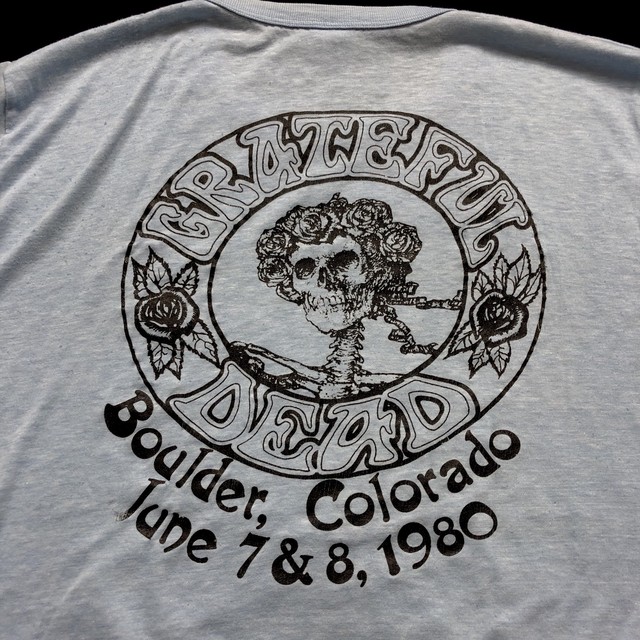 GRATEFUL
DEAD
Boulder, Colorado
June 7 & 8, 1980